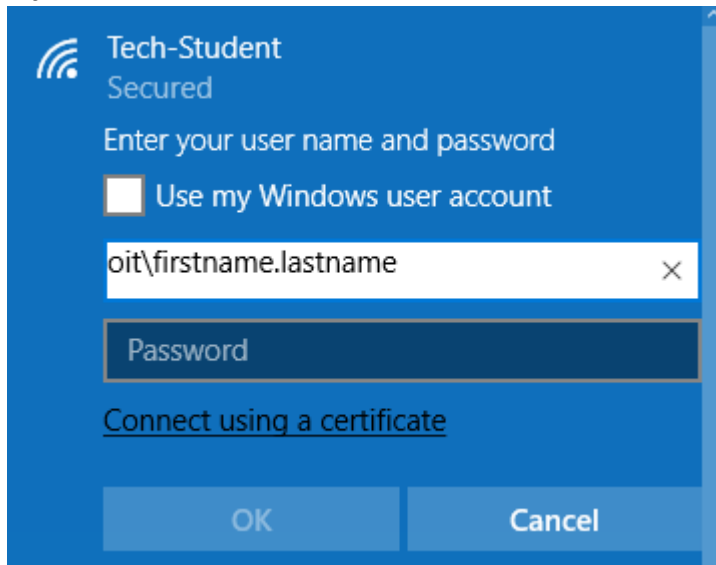 Tech-Student
Secured
Enter your user name and password
Use my Windows user account
oit\firstname.lastname
Password
Connect using a certificate
OK Cancel